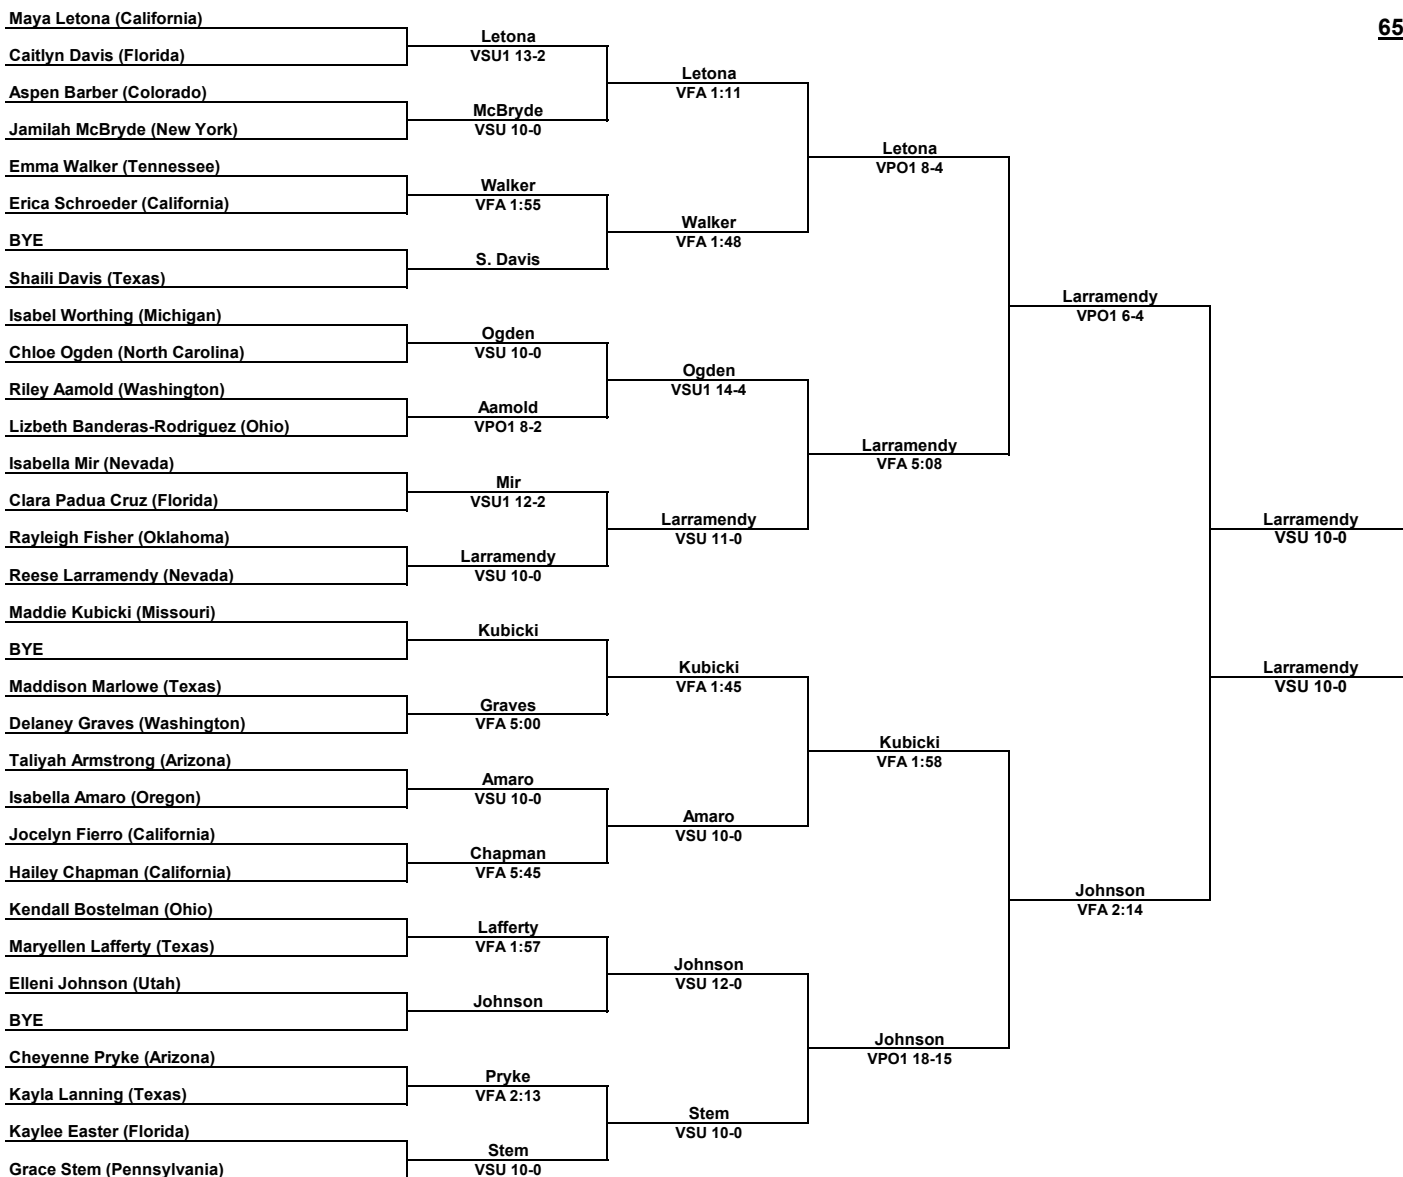 Maya Letona (California)
65
Letona
Caitlyn Davis (Florida)
VSU1 13-2
Letona
Aspen Barber (Colorado)
VFA 1:11
McBryde
Jamilah McBryde (New York)
VSU 10-0
Letona
Emma Walker (Tennessee)
VPO1 8-4
Walker
Erica Schroeder (California)
VFA 1:55
Walker
BYE
VFA 1:48
S. Davis
Shaili Davis (Texas)
Larramendy
Isabel Worthing (Michigan)
VPO1 6-4
Ogden
Chloe Ogden (North Carolina)
VSU 10-0
Ogden
Riley Aamold (Washington)
VSU1 14-4
Aamold
Lizbeth Banderas-Rodriguez (Ohio)
VPO1 8-2
Larramendy
Isabella Mir (Nevada)
VFA 5:08
Mir
Clara Padua Cruz (Florida)
VSU1 12-2
Larramendy
Larramendy
Rayleigh Fisher (Oklahoma)
VSU 11-0
VSU 10-0
Larramendy
Reese Larramendy (Nevada)
VSU 10-0
Maddie Kubicki (Missouri)
Kubicki
BYE
Kubicki
Larramendy
Maddison Marlowe (Texas)
VFA 1:45
VSU 10-0
Graves
Delaney Graves (Washington)
VFA 5:00
Kubicki
Taliyah Armstrong (Arizona)
VFA 1:58
Amaro
Isabella Amaro (Oregon)
VSU 10-0
Amaro
Jocelyn Fierro (California)
VSU 10-0
Chapman
Hailey Chapman (California)
VFA 5:45
Johnson
Kendall Bostelman (Ohio)
VFA 2:14
Lafferty
Maryellen Lafferty (Texas)
VFA 1:57
Johnson
Elleni Johnson (Utah)
VSU 12-0
Johnson
BYE
Johnson
Cheyenne Pryke (Arizona)
VPO1 18-15
Pryke
Kayla Lanning (Texas)
VFA 2:13
Stem
Kaylee Easter (Florida)
VSU 10-0
Stem
Grace Stem (Pennsylvania)
VSU 10-0